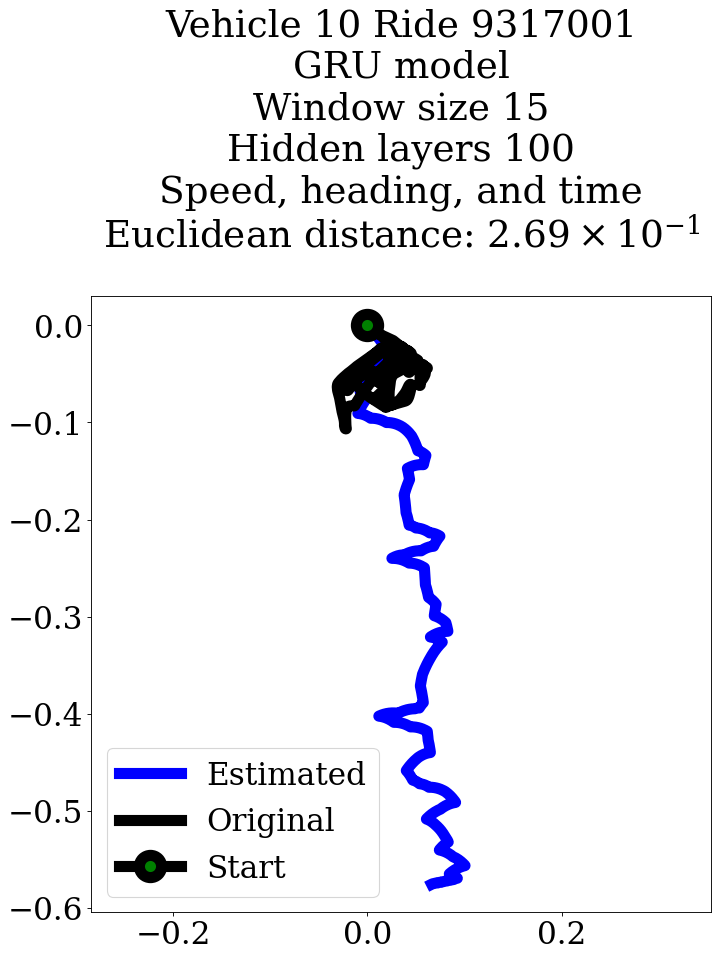 Vehicle 10 Ride 9317001
GRU model
Window size 15
Hidden layers 100
Speed, heading, and time
Euclidean distance: 2.69 × 10⁻¹
0.0
−0.1
−0.2
−0.3
−0.4
−0.5
−0.6
Estimated
Original
Start
−0.2 0.0 0.2